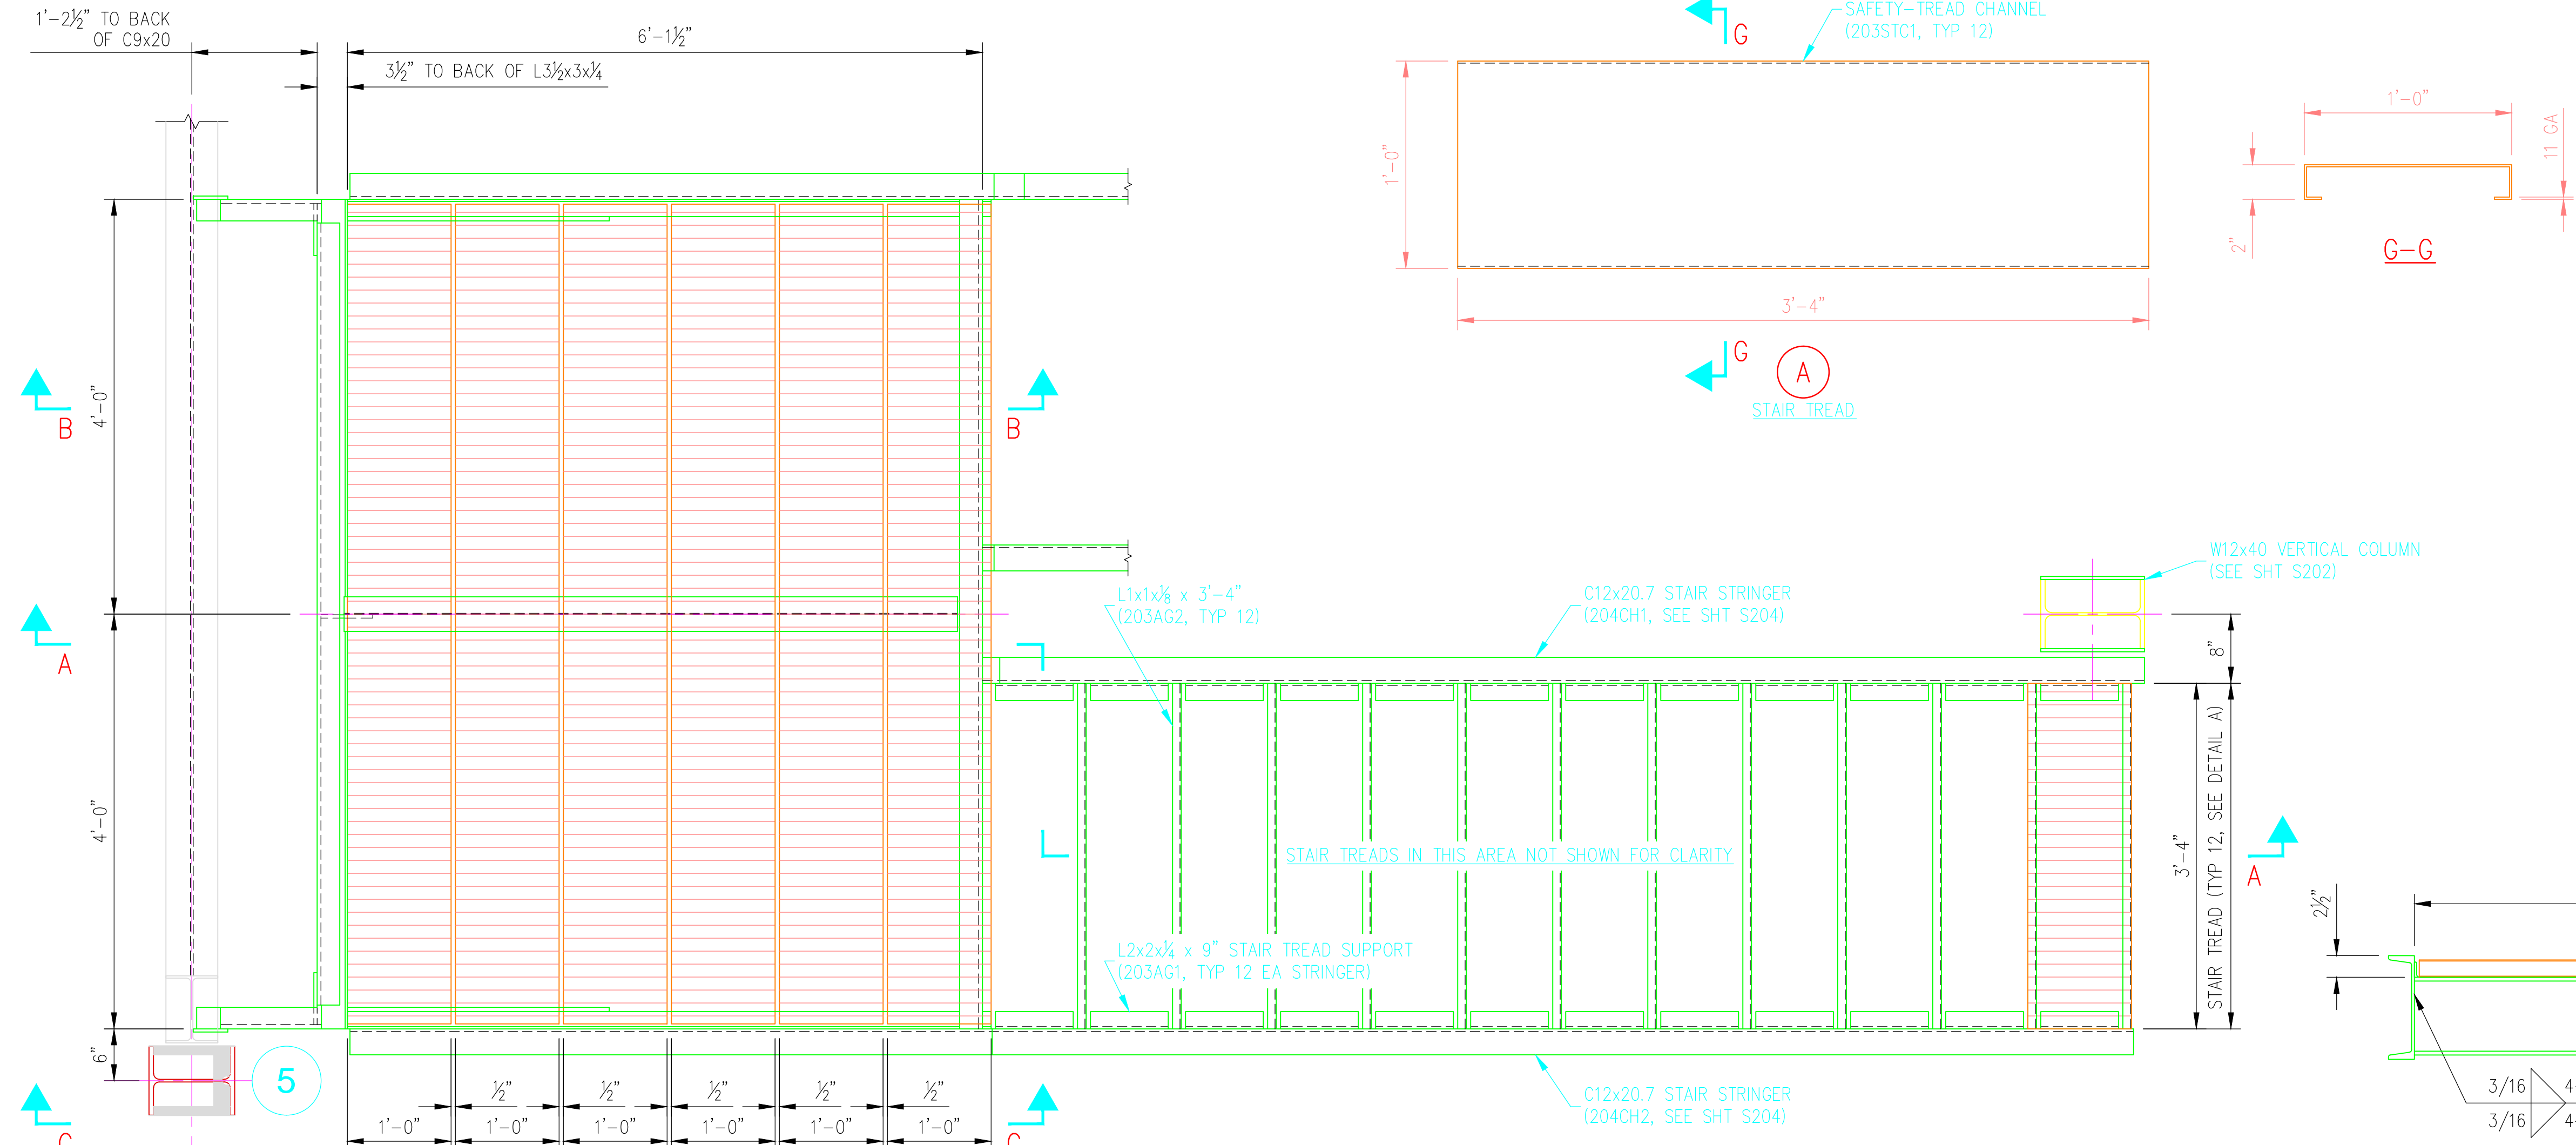 1'-2½" TO BACK
OF C9x20
6'-1½"
3½" TO BACK OF L3½x3x¼
G
SAFETY-TREAD CHANNEL
(203STC1, TYP 12)
1'-0"
3'-4"
G
A
STAIR TREAD
1'-0"
2"
11 GA
G-G
B
4'-0"
B
A
4'-0"
6"
5
C
L1x1x⅛ x 3'-4"
(203AG2, TYP 12)
C12x20.7 STAIR STRINGER
(204CH1, SEE SHT S204)
W12x40 VERTICAL COLUMN
(SEE SHT S202)
8"
3'-4"
STAIR TREAD (TYP 12, SEE DETAIL A)
A
STAIR TREADS IN THIS AREA NOT SHOWN FOR CLARITY
L2x2x¼ x 9" STAIR TREAD SUPPORT
(203AG1, TYP 12 EA STRINGER)
C12x20.7 STAIR STRINGER
(204CH2, SEE SHT S204)
½" ½" ½" ½" ½"
1'-0" 1'-0" 1'-0" 1'-0" 1'-0" 1'-0"
C
2½"
3/16 4
3/16 4